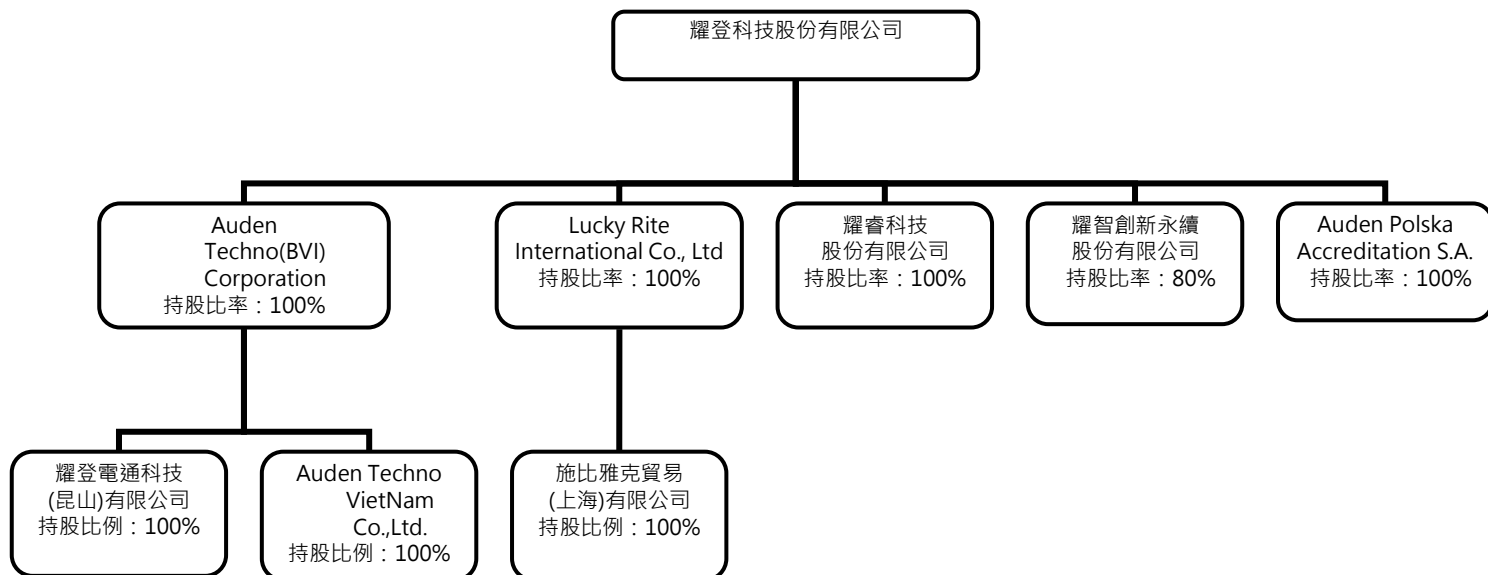 耀登科技股份有限公司
Auden
Techno(BVI)
Corporation
持股比率：100%
Lucky Rite
International Co., Ltd
持股比率：100%
耀睿科技
股份有限公司
持股比率：100%
耀智創新永續
股份有限公司
持股比率：80%
Auden Polska
Accreditation S.A.
持股比率：100%
耀登電通科技
(昆山)有限公司
持股比例：100%
Auden Techno
VietNam
Co.,Ltd.
持股比例：100%
施比雅克貿易
(上海)有限公司
持股比例：100%